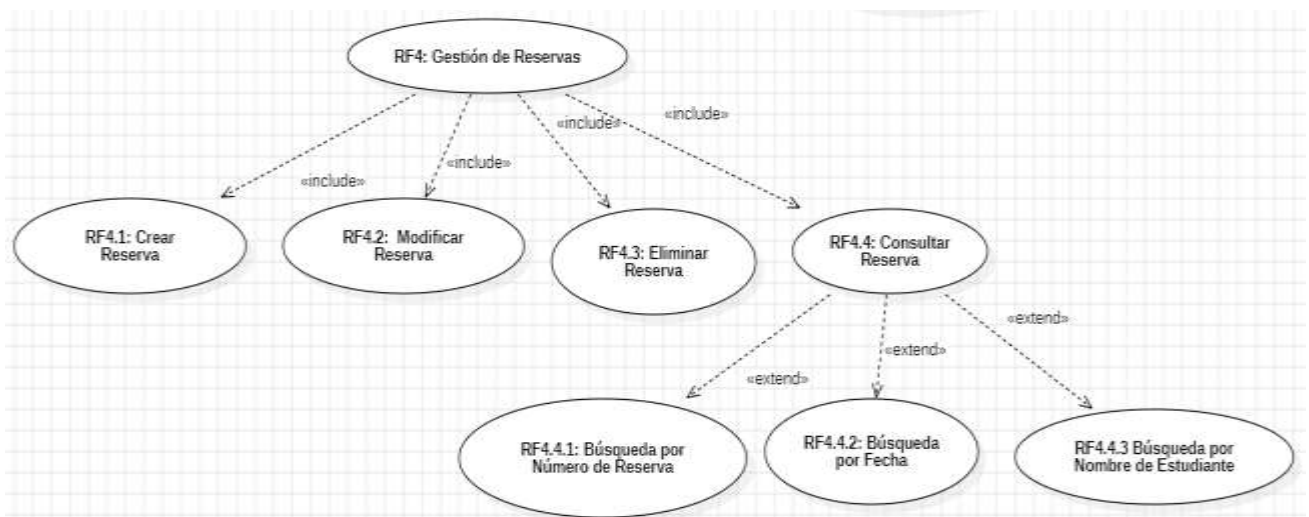 RF4: Gestión de Reservas
«include»
«include»
«include»
«include»
RF4.1: Crear
Reserva
RF4.2: Modificar
Reserva
RF4.3: Eliminar
Reserva
RF4.4: Consultar
Reserva
«extend»
«extend»
«extend»
RF4.4.1: Búsqueda por
Número de Reserva
RF4.4.2: Búsqueda
por Fecha
RF4.4.3 Búsqueda por
Nombre de Estudiante